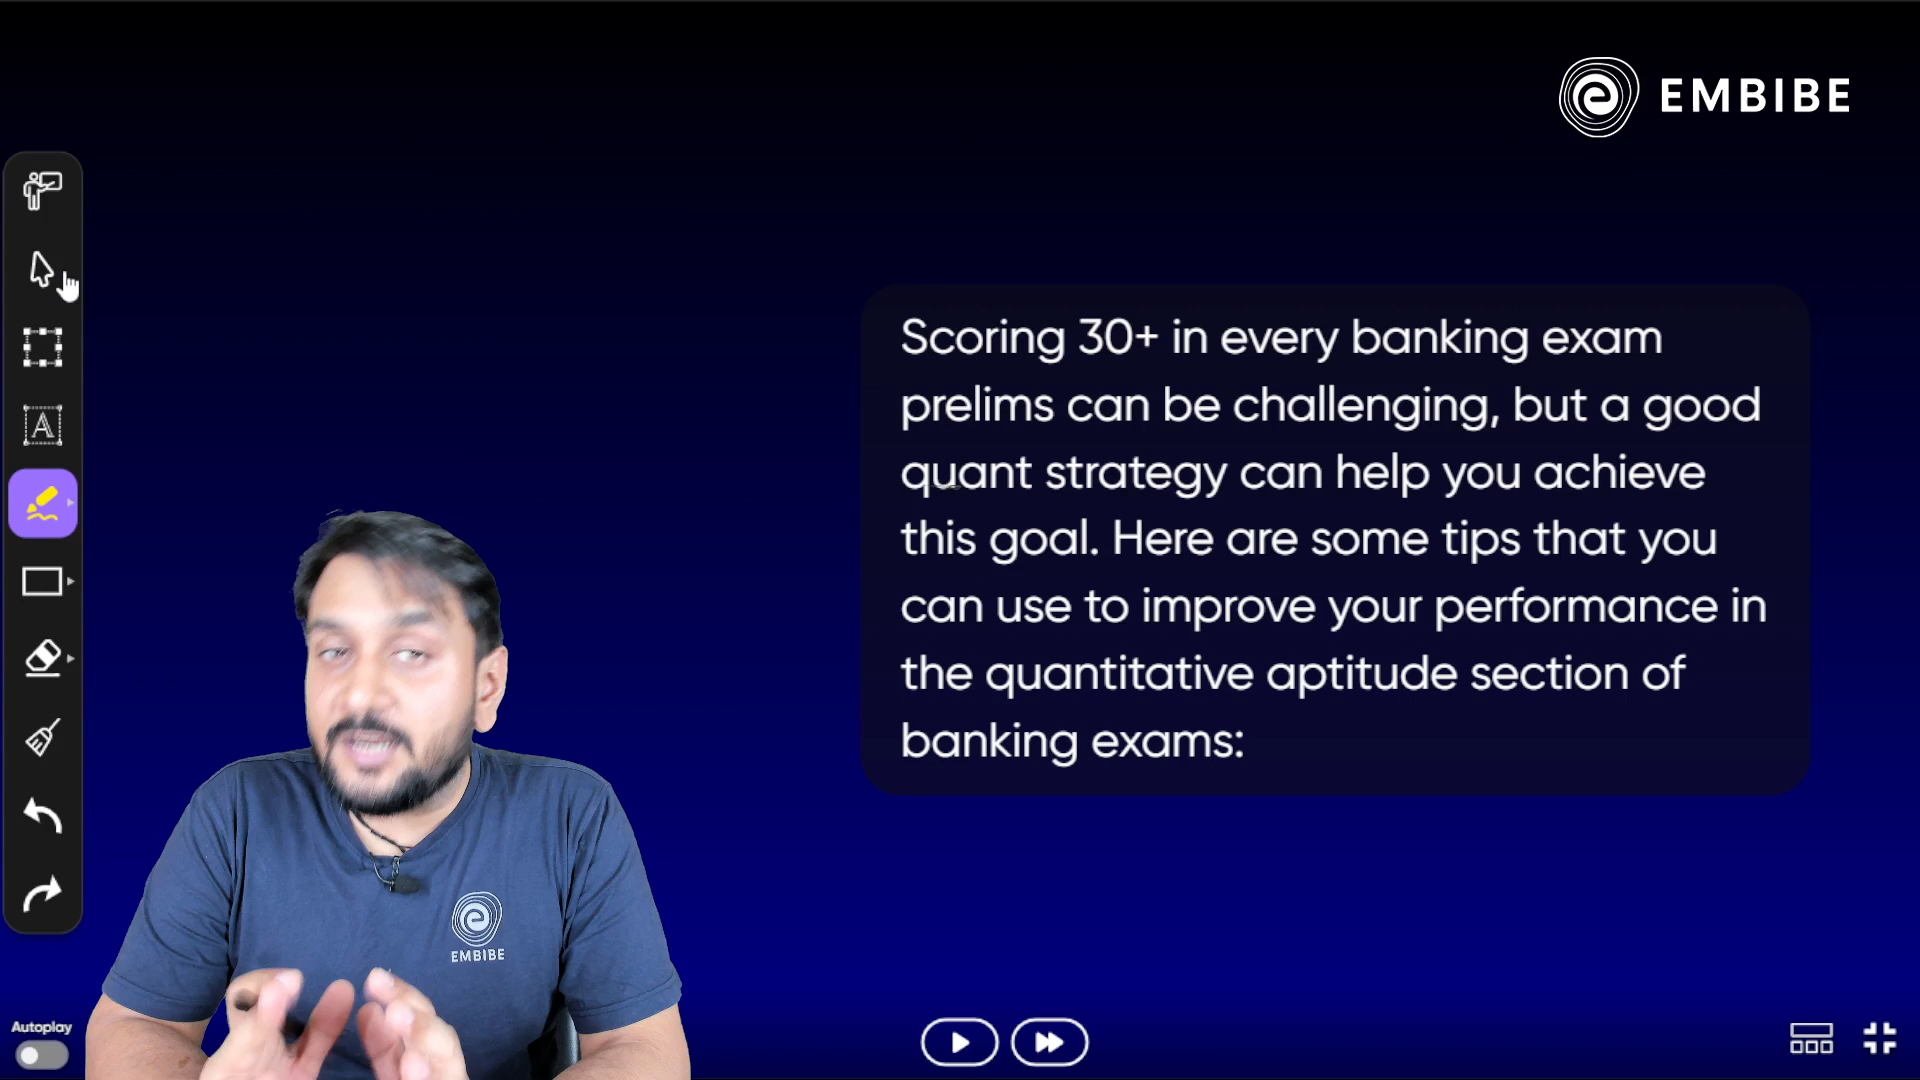 EMBIBE
Scoring 30+ in every banking exam
prelims can be challenging, but a good
quant strategy can help you achieve
this goal. Here are some tips that you
can use to improve your performance in
the quantitative aptitude section of
banking exams:
A
EMBIBE
Autoplay